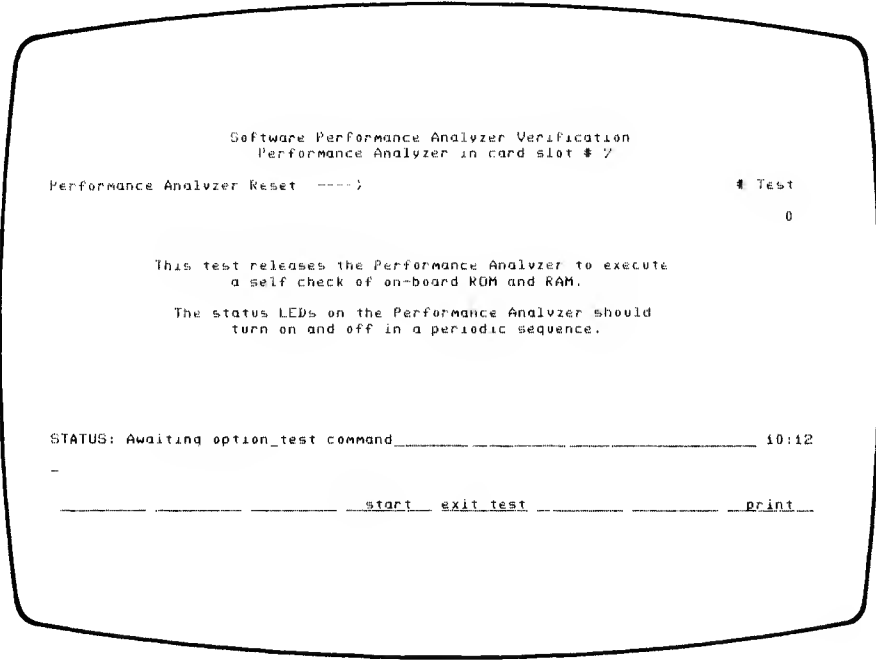 Software Performance Analyzer Verification
Performance Analyzer in card slot #
Performance Analyzer Reset ----> # Test
0
This test releases the Performance Analyzer to execute
a self check of on-board ROM and RAM.
The status LEDs on the Performance Analyzer should
turn on and off in a periodic sequence.
STATUS: Awaiting option_test command 10:12
start exit test print